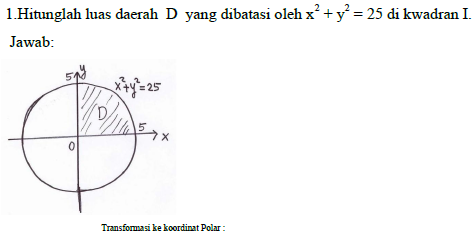 1.Hitunglah luas daerah D yang dibatasi oleh x² + y² = 25 di kwadran I.
Jawab:
5 y
x²+y²=25
D
5
x
0
Transformasi ke koordinat Polar :